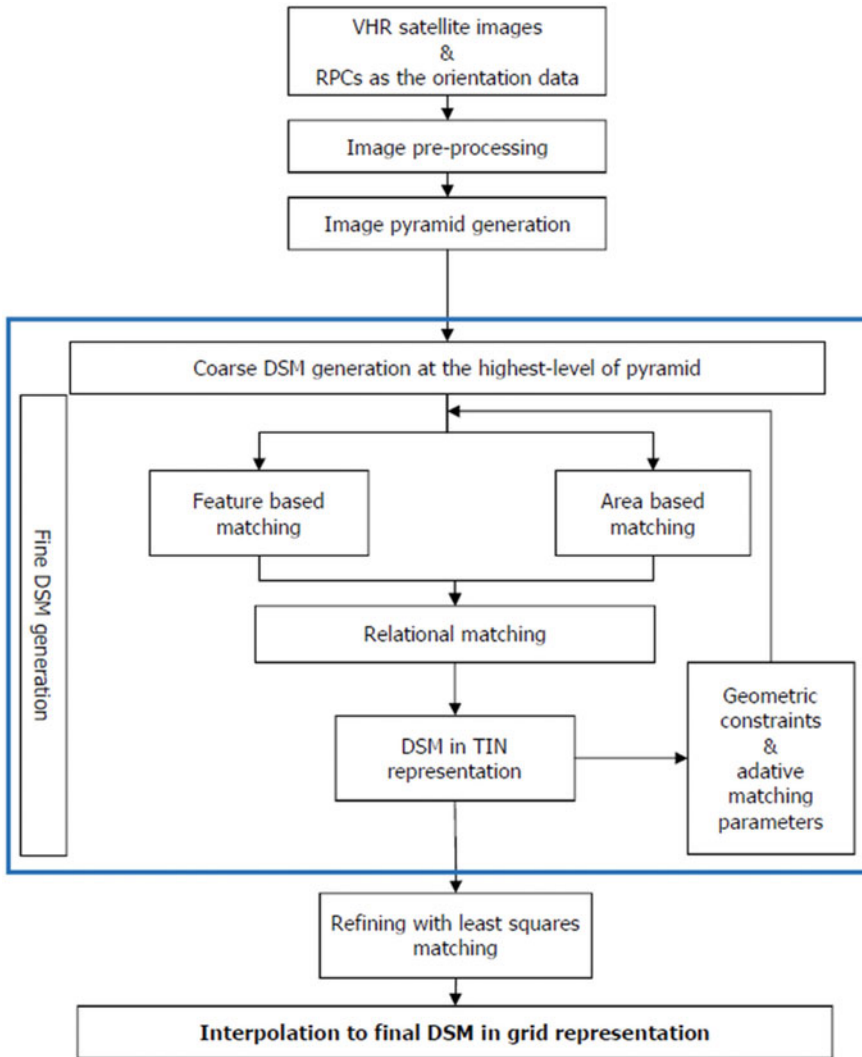 VHR satellite images
&
RPCs as the orientation data
Image pre-processing
Image pyramid generation
Coarse DSM generation at the highest-level of pyramid
Fine DSM generation
Feature based
matching
Area based
matching
Relational matching
DSM in TIN
representation
Geometric
constraints
&
adative
matching
parameters
Refining with least squares
matching
Interpolation to final DSM in grid representation